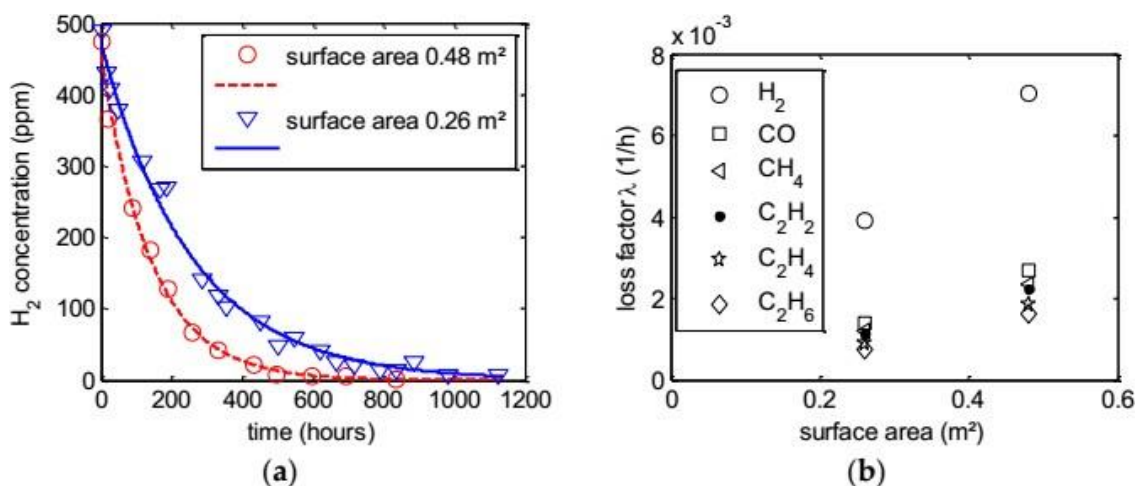 500
400
300
200
100
0
H₂ concentration (ppm)
surface area 0.48 m²
surface area 0.26 m²
0 200 400 600 800 1000 1200
time (hours)
(a)
x 10⁻³
8
6
4
2
0
loss factor λ (1/h)
H₂
CO
CH₄
C₂H₂
C₂H₄
C₂H₆
0 0.2 0.4 0.6
surface area (m²)
(b)